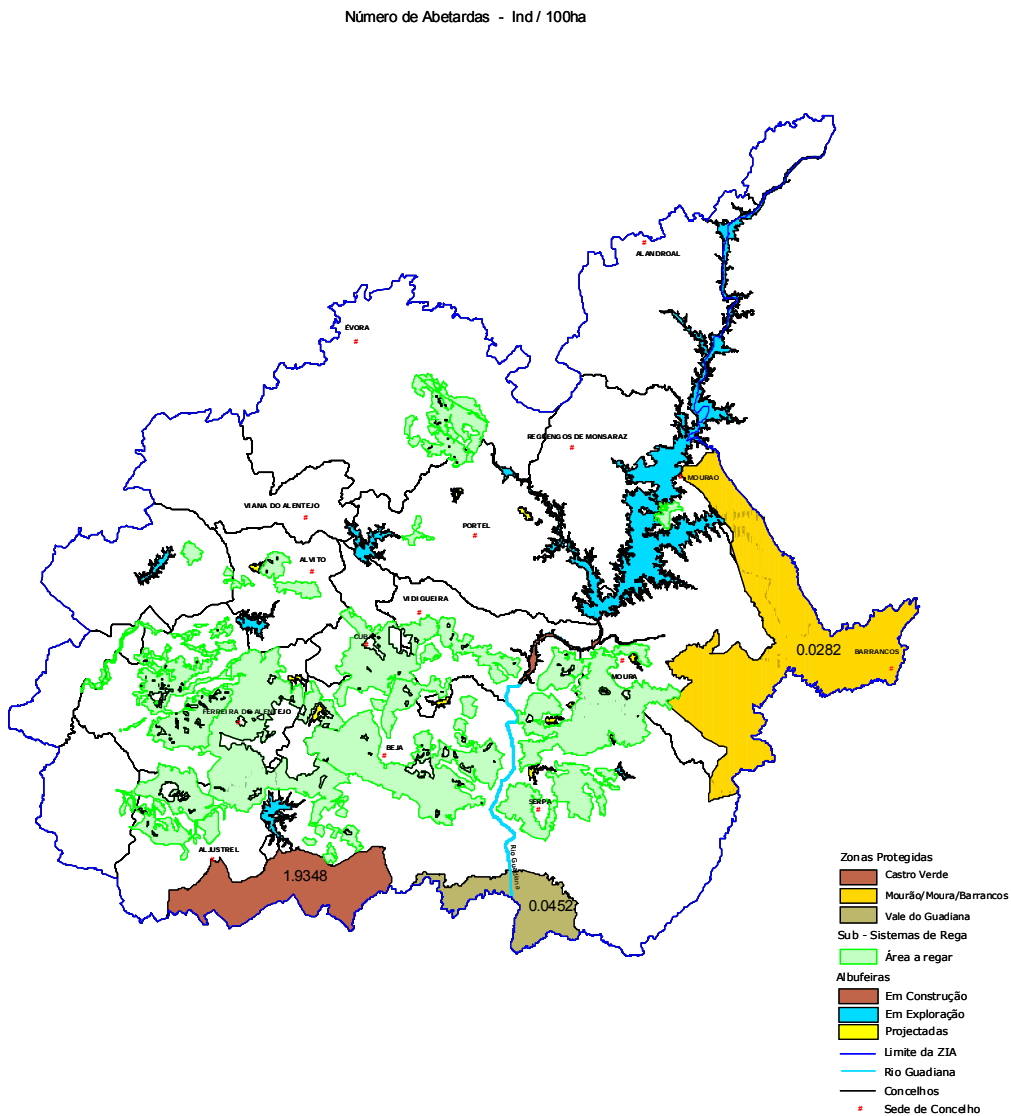 Número de Abetardas - Ind / 100ha
ALANDROAL
ÉVORA
REGUENGOS DE MONSARAZ
MOURAO
VIANA DO ALENTEJO
PORTEL
ALVITO
VIDIGUEIRA
CUBA
0.0282
BARRANCOS
MOURA
FERREIRA DO ALENTEJO
BEJA
SERPA
ALJUSTREL
Rio Guadiana
1.9348
0.0452
Zonas Protegidas
Castro Verde
Mourão/Moura/Barrancos
Vale do Guadiana
Sub - Sistemas de Rega
Área a regar
Albufeiras
Em Construção
Em Exploração
Projectadas
Limite da ZIA
Rio Guadiana
Concelhos
# Sede de Concelho